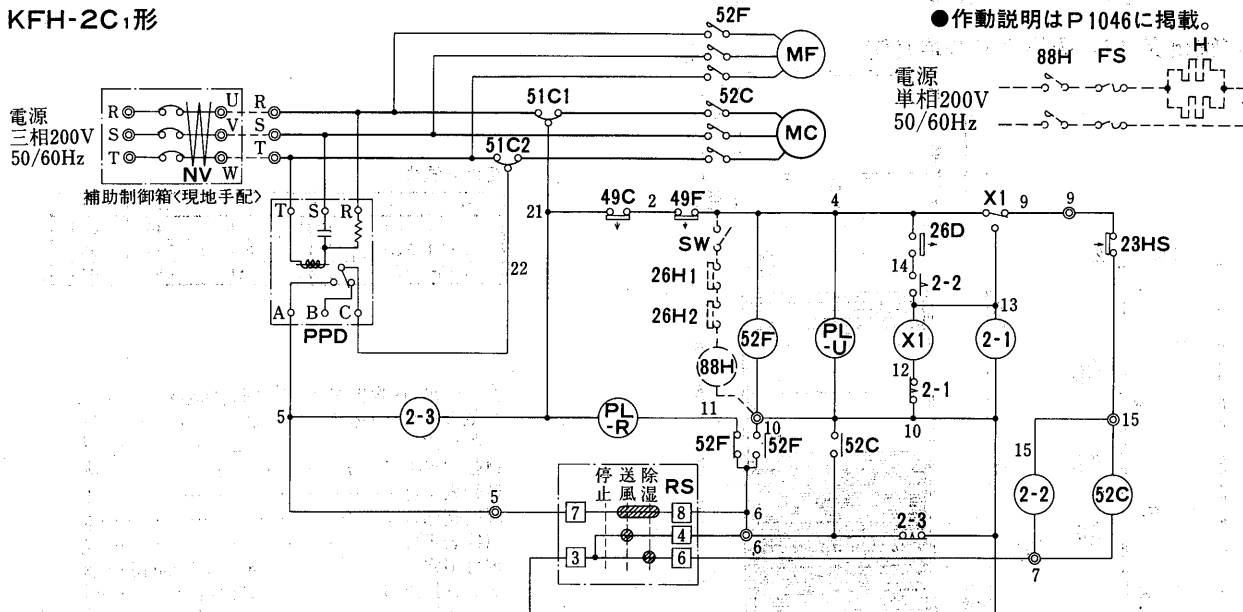 KFH-2C₁形
●作動説明はP1046に掲載。
52F
MF
88H FS H
電源
単相200V
50/60Hz
電源
三相200V
50/60Hz
R U R
S V S
T W T
NV
補助制御箱〈現地手配〉
51C1
51C2
52C
MC
T S R
A B C
PPD
21
22
49C 2 49F 4 X1 9 9
SW
26D
23HS
26H1
14
2-2
26H2
13
52F
PL-U
X1
2-1
88H
12
2-1
5
2-3
PL-R
11
10
10
15
52F
52F
52C
15
停止
送風
除湿
RS
2-2
52C
5
7
8
6
4
6
2-3
3
6
7